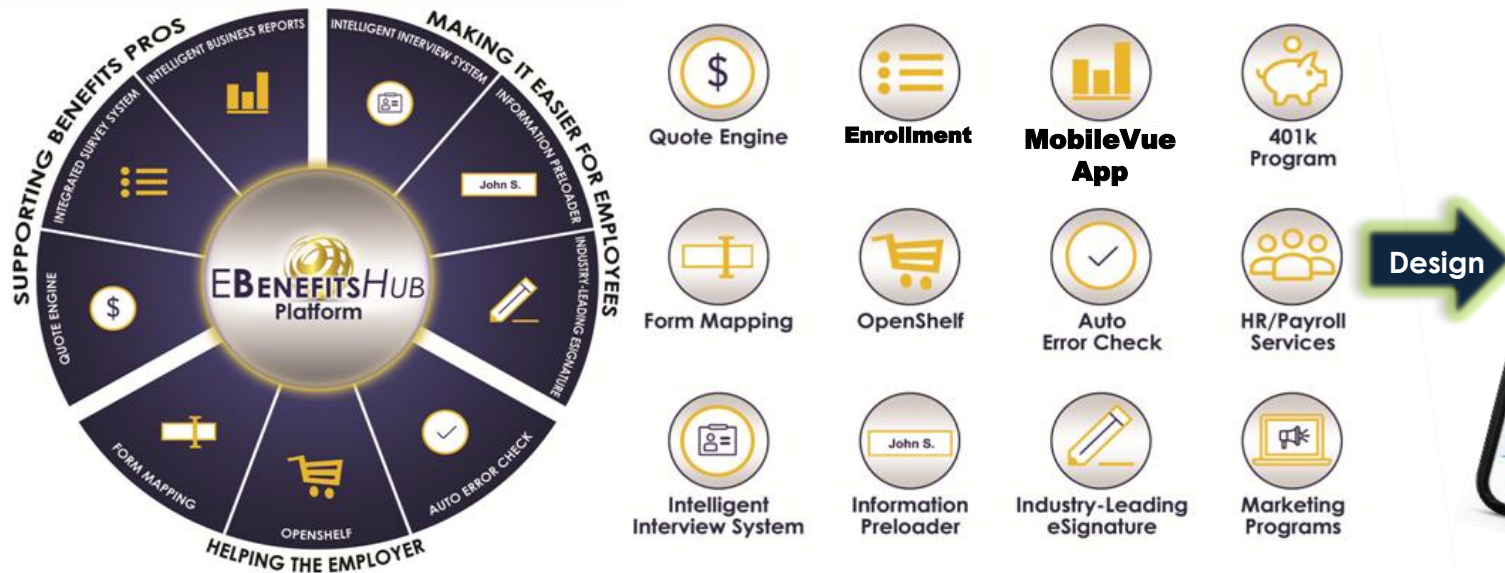 SUPPORTING BENEFITS PROS
MAKING IT EASIER FOR EMPLOYEES
HELPING THE EMPLOYER
INTELLIGENT BUSINESS REPORTS
INTELLIGENT INTERVIEW SYSTEM
INTEGRATED SURVEY SYSTEM
INFORMATION PRELOADER
John S.
QUOTE ENGINE
$
INDUSTRY-LEADING ESIGNATURE
FORM MAPPING
OPENSHELF
AUTO ERROR CHECK
EBENEFITSHUB
Platform
$
Quote Engine
Enrollment
MobileVue
App
401k
Program
Form Mapping
OpenShelf
Auto
Error Check
HR/Payroll
Services
Intelligent
Interview System
John S.
Information
Preloader
Industry-Leading
eSignature
Marketing
Programs
Design